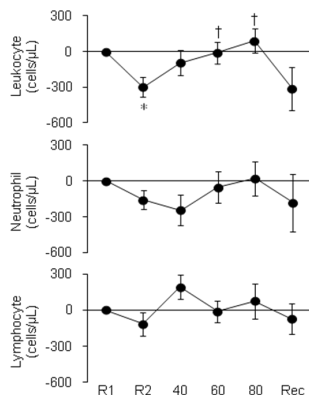 300
0
-300
-600
Leukocyte
(cells/µL)
*
†
†
300
0
-300
-600
Neutrophil
(cells/µL)
300
0
-300
-600
Lymphocyte
(cells/µL)
R1 R2 40 60 80 Rec